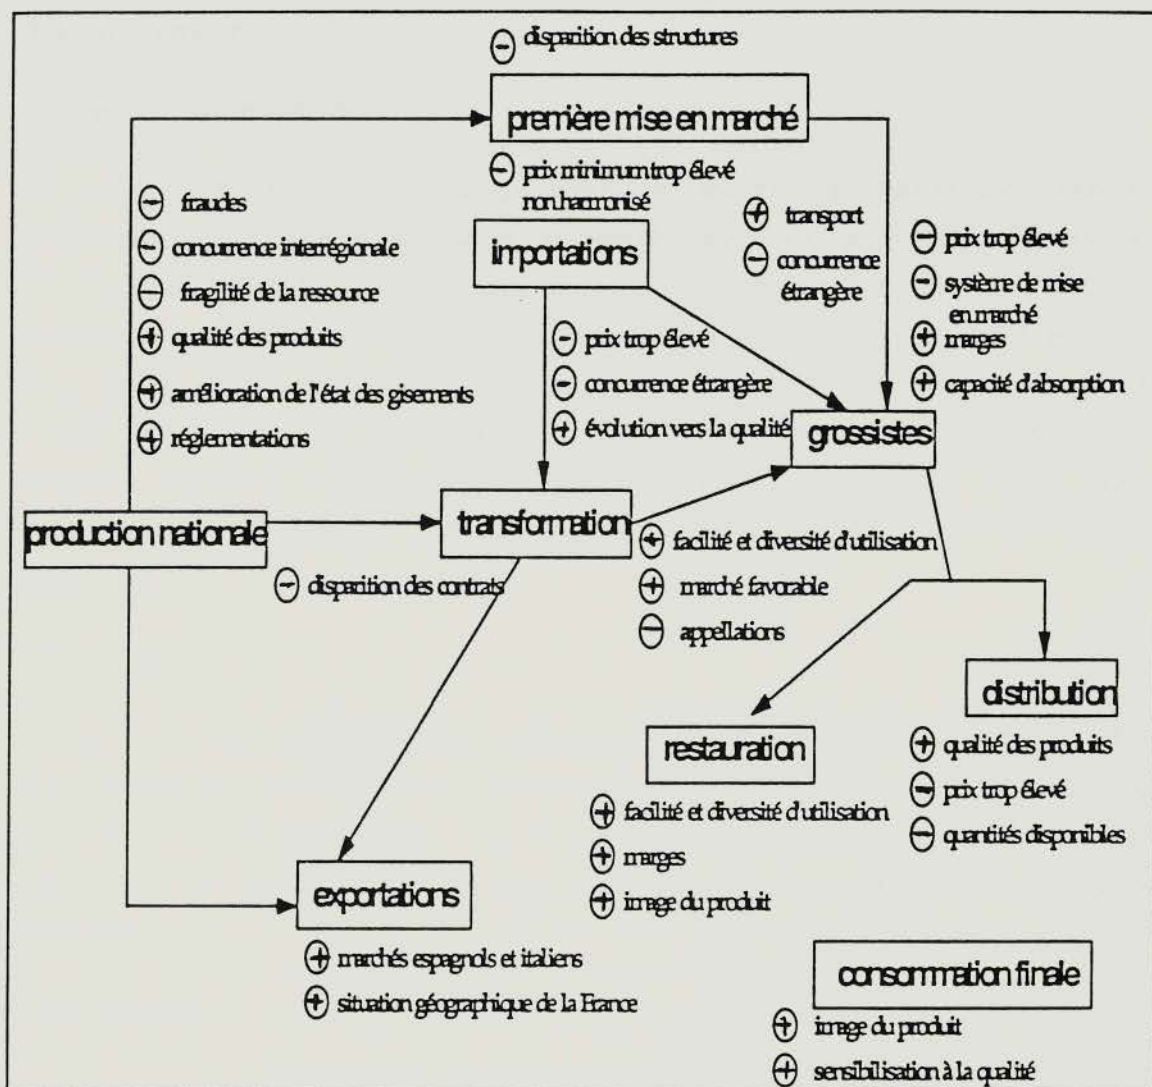 ⊖ disparition des structures
première mise en marché
⊖ prix minimum trop élevé
non harmonisé
⊖ fraudes
⊖ concurrence interrégionale
⊖ fragilité de la ressource
⊕ qualité des produits
⊕ amélioration de l'état des gisements
⊕ réglementations
importations
⊕ transport
⊖ concurrence
étrangère
⊖ prix trop élevé
⊖ système de mise
en marché
⊕ marges
⊕ capacité d'absorption
⊖ prix trop élevé
⊖ concurrence étrangère
⊕ évolution vers la qualité
grossistes
production nationale
transformation
⊖ disparition des contrats
⊕ facilité et diversité d'utilisation
⊕ marché favorable
⊖ appellations
distribution
⊕ qualité des produits
⊖ prix trop élevé
⊖ quantités disponibles
restauration
⊕ facilité et diversité d'utilisation
⊕ marges
⊕ image du produit
exportations
⊕ marchés espagnols et italiens
⊕ situation géographique de la France
consommation finale
⊕ image du produit
⊕ sensibilisation à la qualité